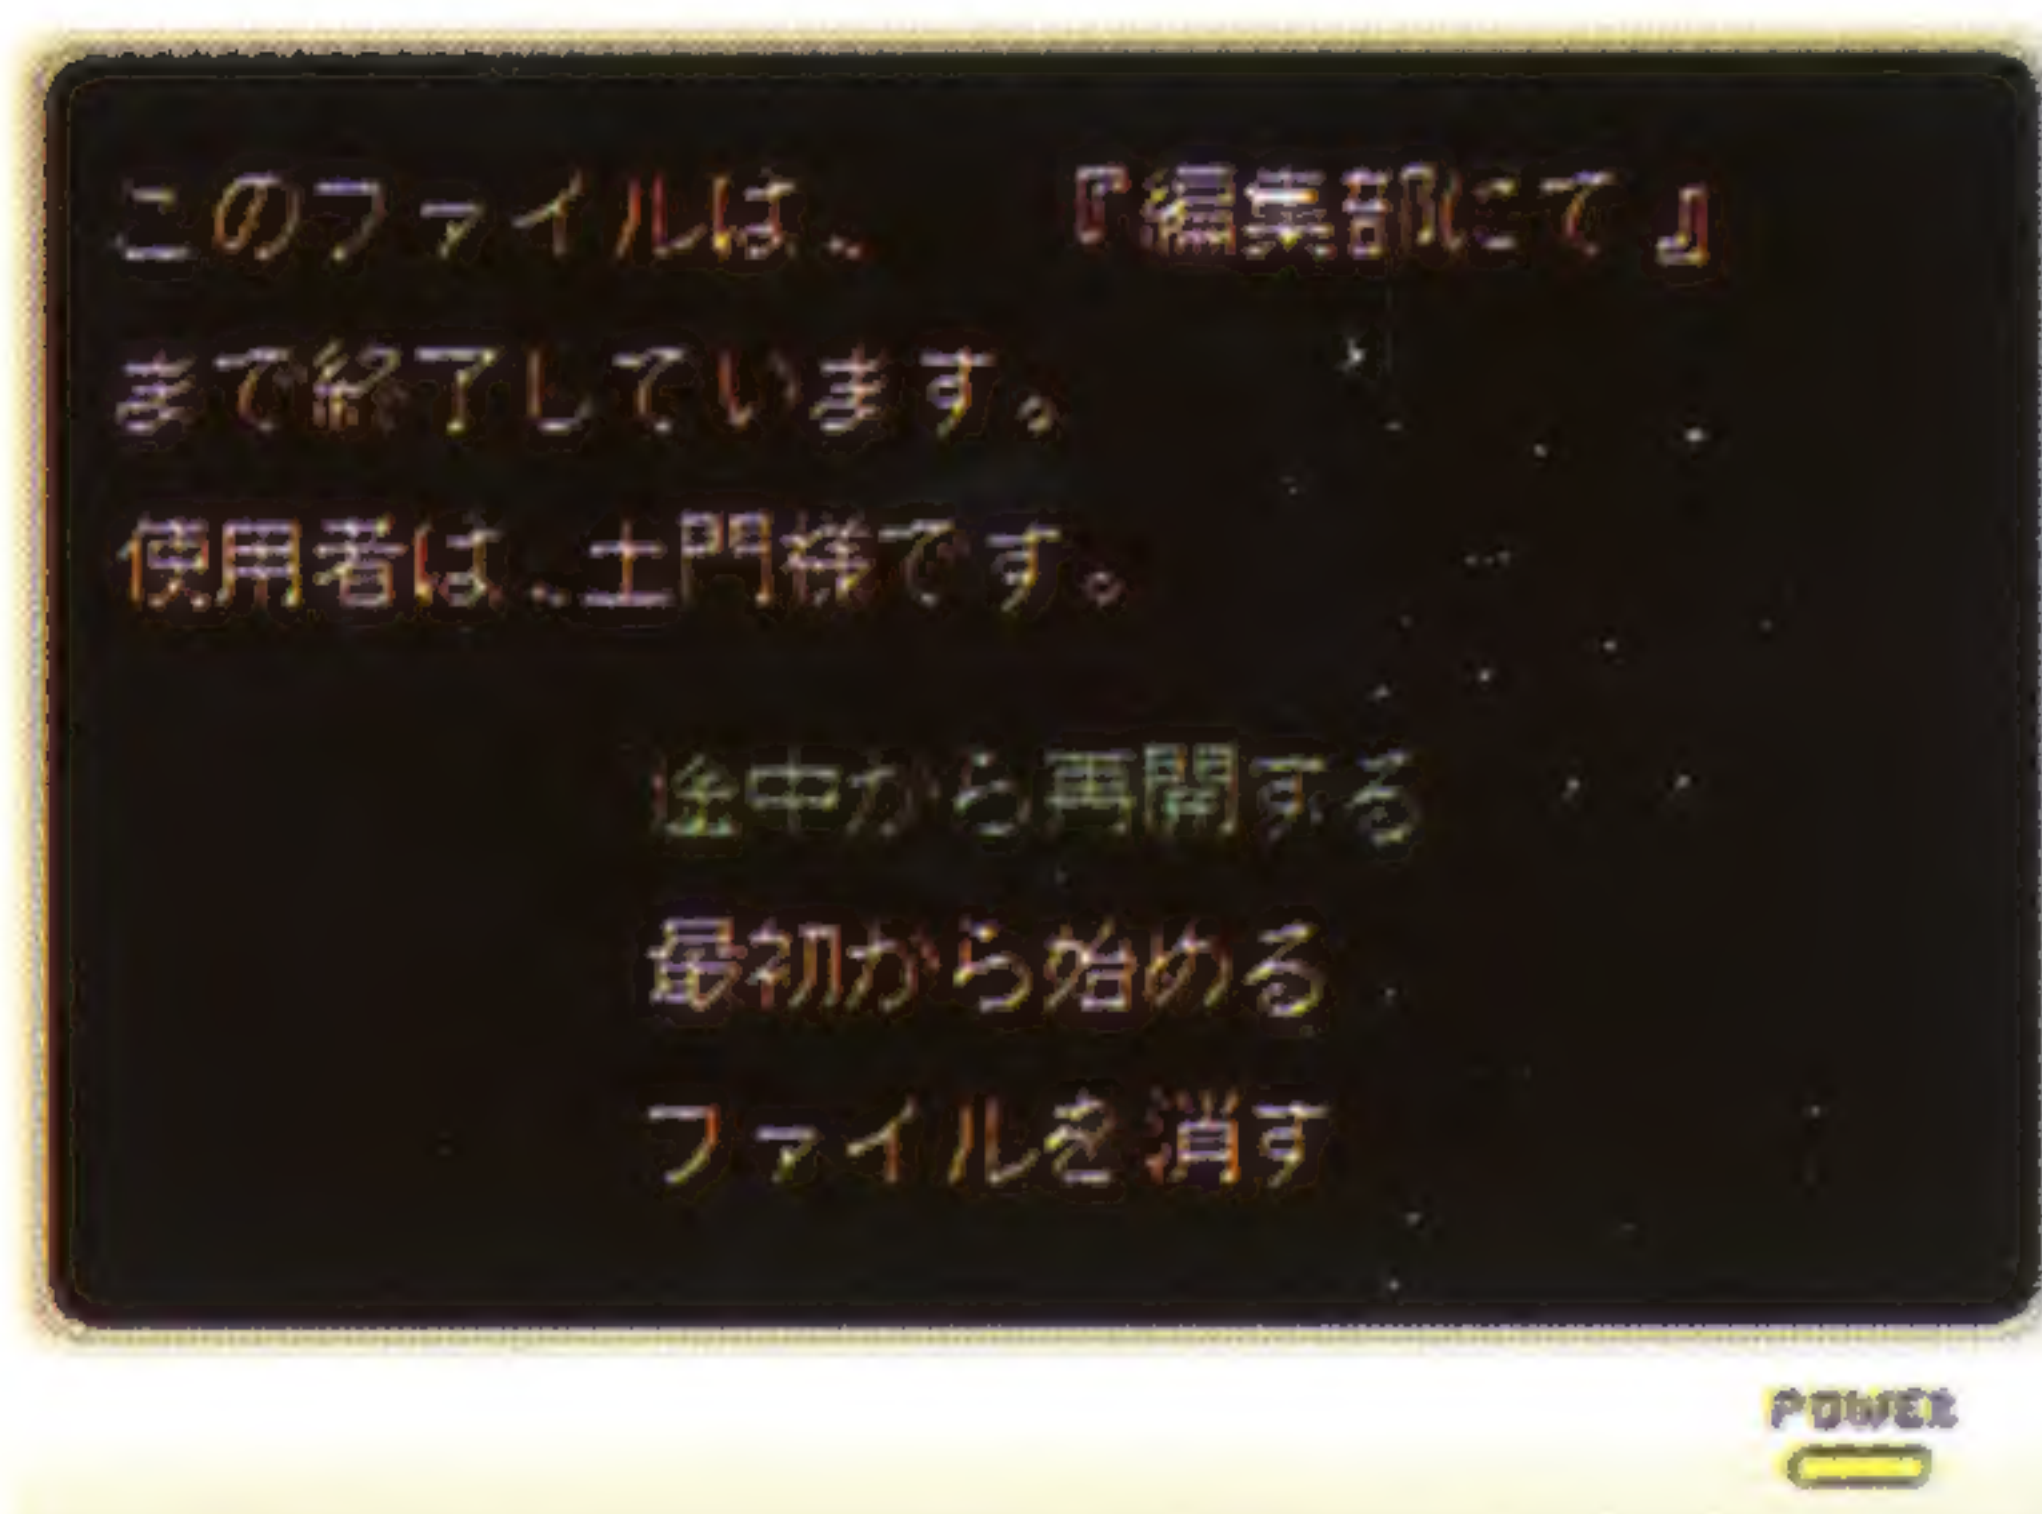 このファイルは、　『編集部にて』
まで終了しています。
使用者は、土門様です。
途中から再開する
最初から始める
ファイルを消す
POWER